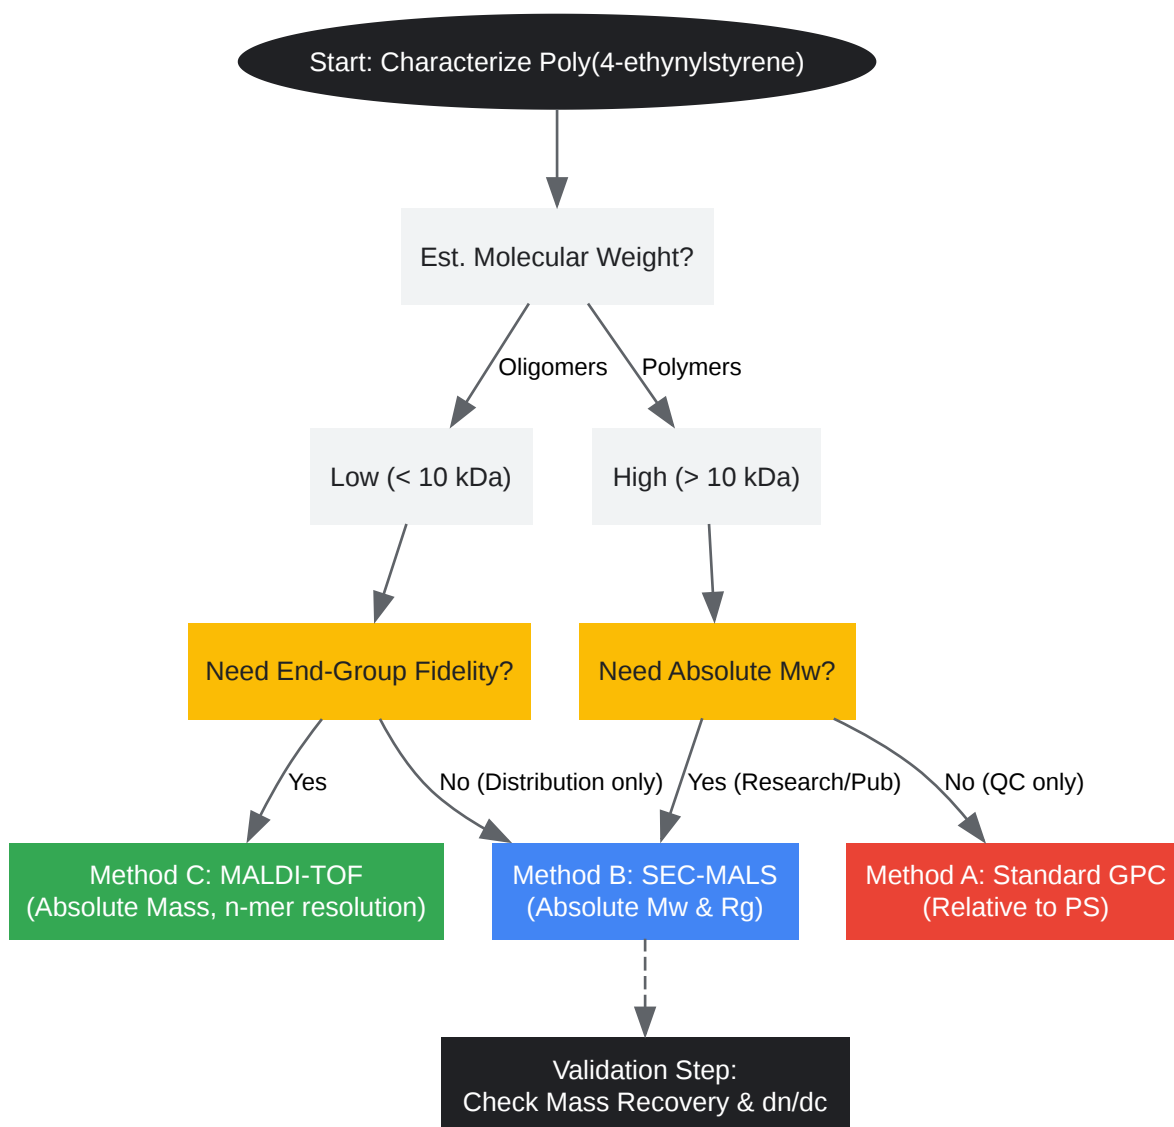 Start: Characterize Poly(4-ethynylstyrene)
Est. Molecular Weight?
Oligomers
Polymers
Low (< 10 kDa)
High (> 10 kDa)
Need End-Group Fidelity?
Need Absolute Mw?
Yes
No (Distribution only)
Yes (Research/Pub)
No (QC only)
Method C: MALDI-TOF
(Absolute Mass, n-mer resolution)
Method B: SEC-MALS
(Absolute Mw & Rg)
Method A: Standard GPC
(Relative to PS)
Validation Step:
Check Mass Recovery & dn/dc